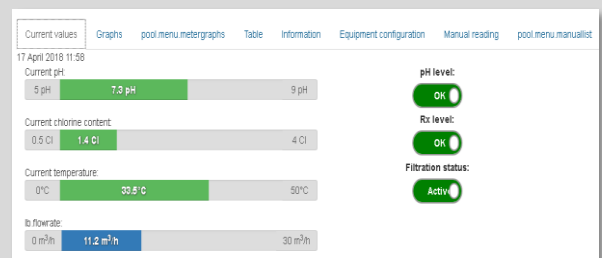 Current values Graphs pool.menu.metergraphs Table Information Equipment configuration Manual reading pool.menu.manuallist
17 April 2018 11:58
Current pH:
5 pH 7.3 pH 9 pH
Current chlorine content:
0.5 Cl 1.4 Cl 4 Cl
Current temperature:
0°C 33.5°C 50°C
lb flowrate:
0 m³/h 11.2 m³/h 30 m³/h
pH level:
OK
Rx level:
OK
Filtration status:
Activ